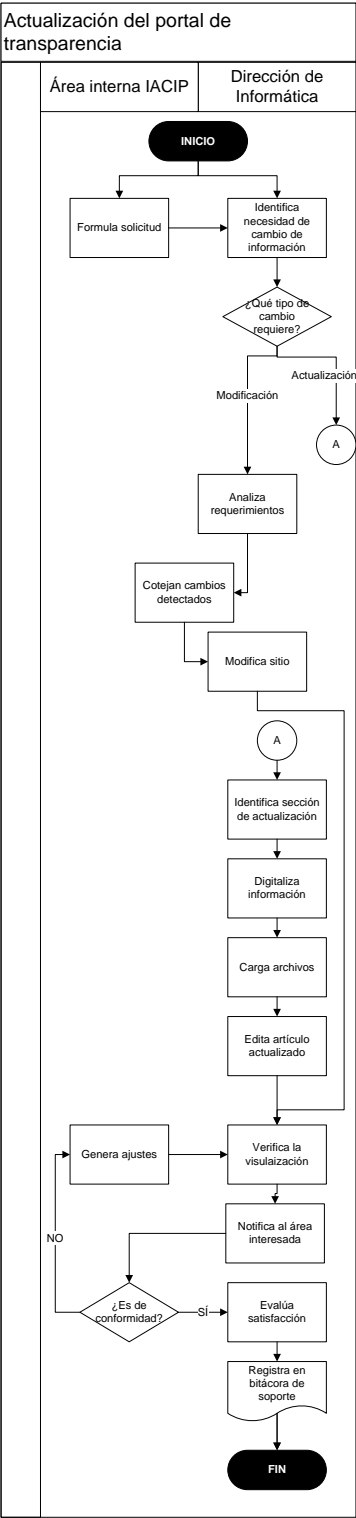 Actualización del portal de
transparencia
Área interna IACIP
Dirección de
Informática
INICIO
Formula solicitud
Identifica
necesidad de
cambio de
información
¿Qué tipo de
cambio
requiere?
Actualización
Modificación
A
Analiza
requerimientos
Cotejan cambios
detectados
Modifica sitio
A
Identifica sección
de actualización
Digitaliza
información
Carga archivos
Edita artículo
actualizado
Genera ajustes
Verifica la
visulaización
Notifica al área
interesada
NO
¿Es de
conformidad?
SÍ
Evalúa
satisfacción
Registra en
bitácora de
soporte
FIN